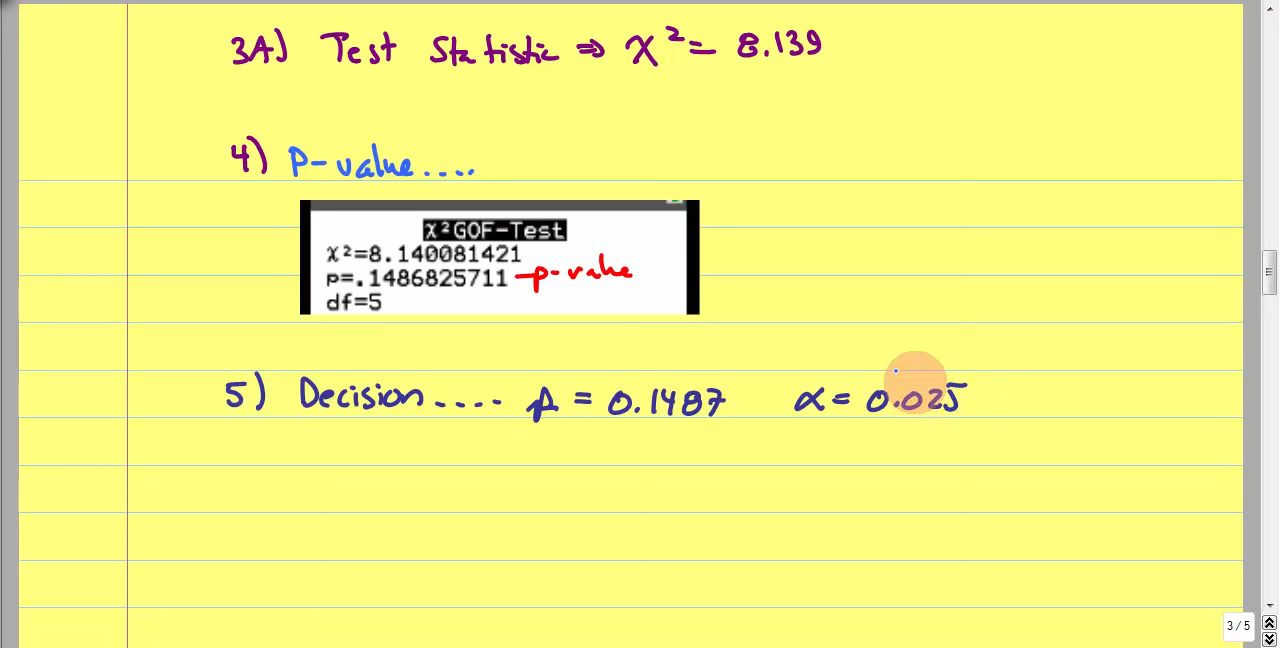 3A) Test Statistic ⇒ χ² = 8.139
4) P-value....
χ²GOF-Test
χ²=8.140081421
p=.1486825711 -p-value
df=5
5) Decision.... p = 0.1487 α = 0.025
3 / 5